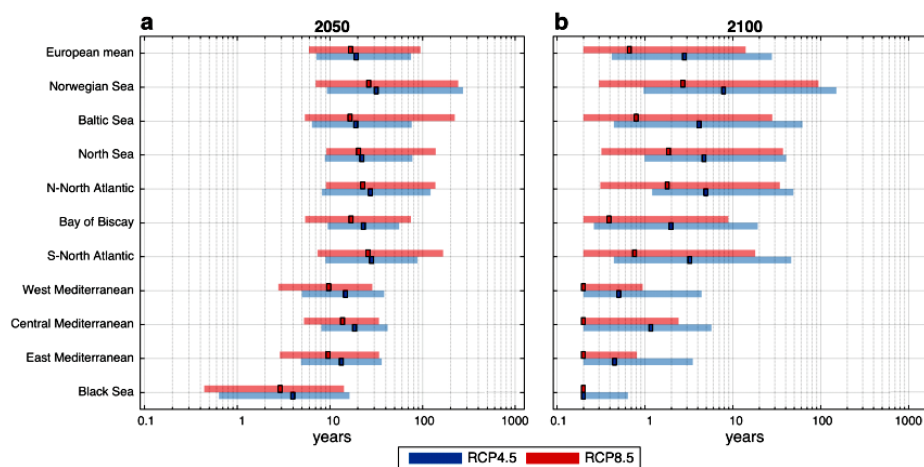 a 2050
b 2100
European mean
Norwegian Sea
Baltic Sea
North Sea
N-North Atlantic
Bay of Biscay
S-North Atlantic
West Mediterranean
Central Mediterranean
East Mediterranean
Black Sea
0.1 1 10 100 1000
0.1 1 10 100 1000
years
years
RCP4.5 RCP8.5